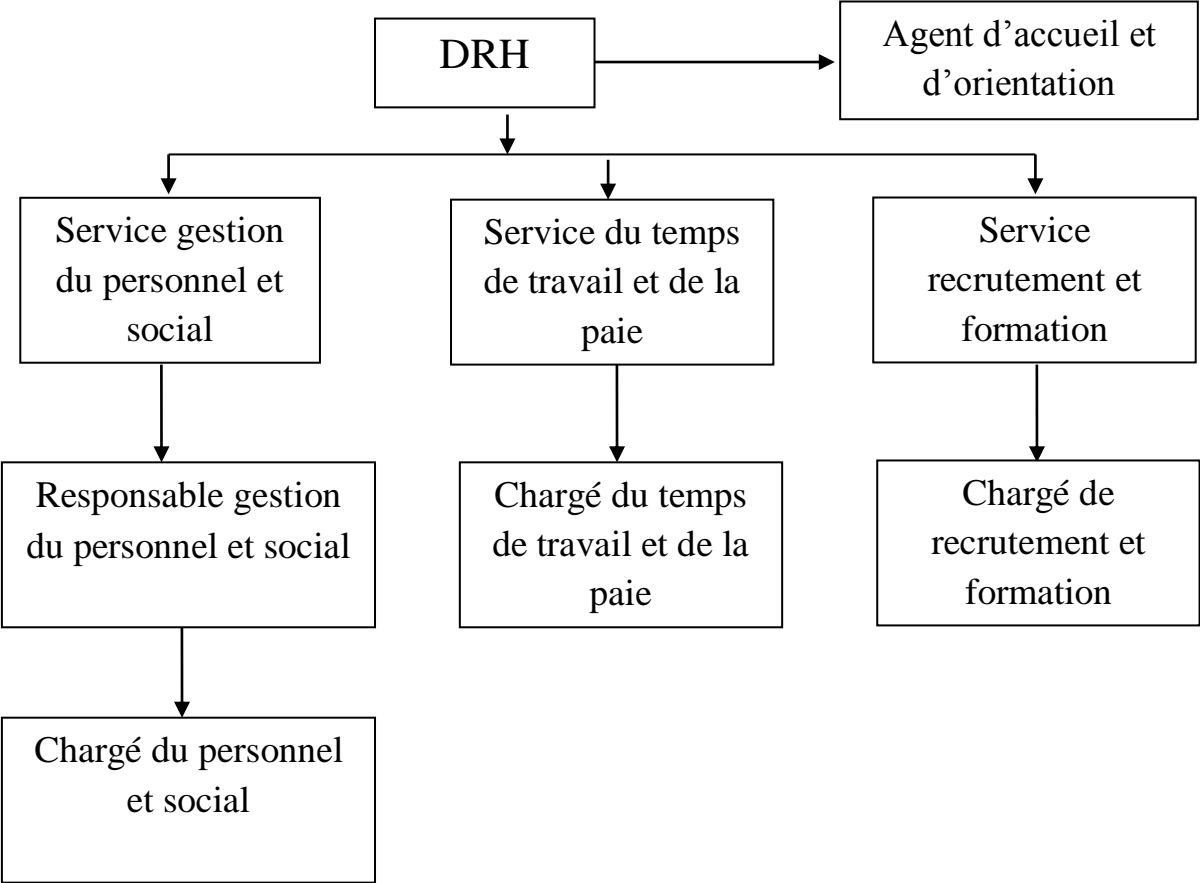 DRH
Agent d’accueil et
d’orientation
Service gestion
du personnel et
social
Service du temps
de travail et de la
paie
Service
recrutement et
formation
Responsable gestion
du personnel et social
Chargé du temps
de travail et de la
paie
Chargé de
recrutement et
formation
Chargé du personnel
et social